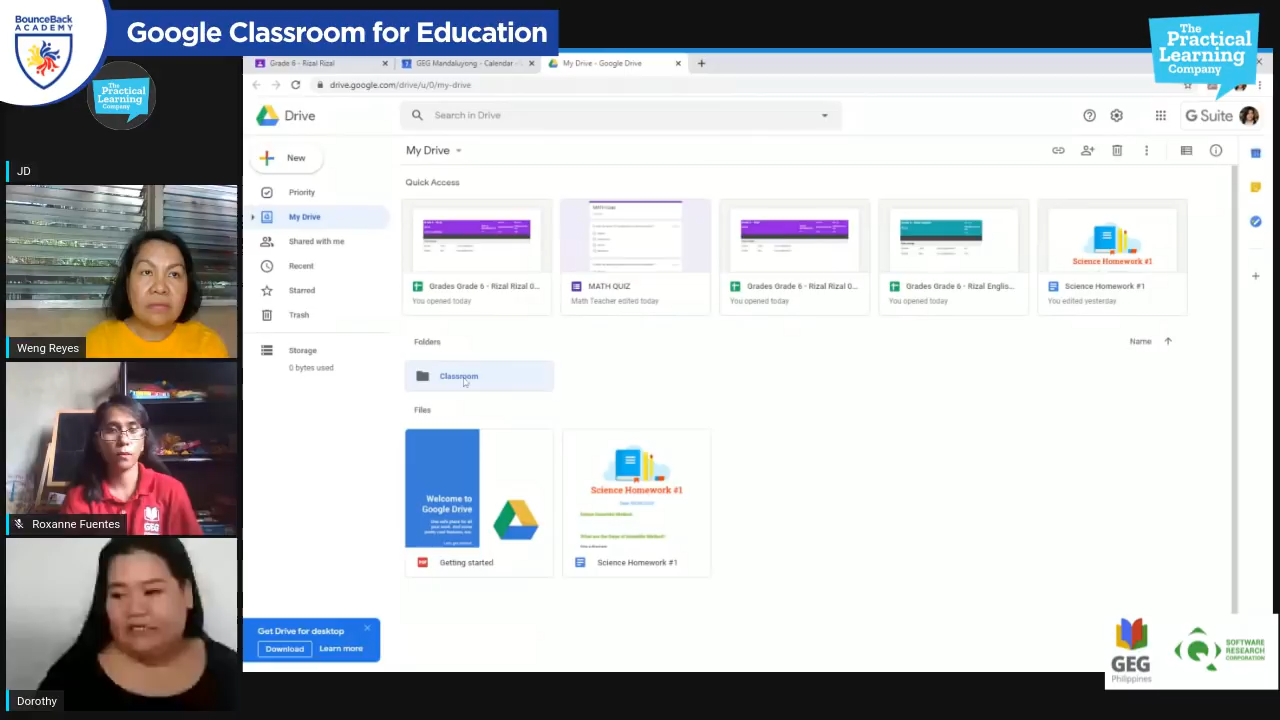 BounceBack
ACADEMY
Google Classroom for Education
The
Practical
Learning
Company
The
Practical
Learning
Company
JD
Weng Reyes
Roxanne Fuentes
GEG
Dorothy
Grade 6 - Rizal Rizal
GEG Mandaluyong - Calendar -
My Drive - Google Drive
drive.google.com/drive/u/0/my-drive
Drive
Search in Drive
G Suite
New
My Drive
Priority
My Drive
Shared with me
Recent
Starred
Trash
Storage
0 bytes used
Quick Access
Grades Grade 6 - Rizal Rizal 0...
You opened today
MATH QUIZ
Math Teacher edited today
Grades Grade 6 - Rizal Rizal 0...
You opened today
Grades Grade 6 - Rizal Englis...
You opened today
Science Homework #1
Science Homework #1
You edited yesterday
Folders
Name
Classroom
Files
Welcome to
Google Drive
Getting started
Science Homework #1
Science Homework #1
Get Drive for desktop
Download
Learn more
GEG
Philippines
SOFTWARE
RESEARCH
CORPORATION